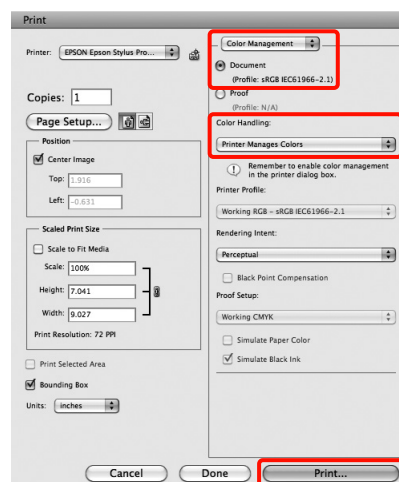 Print
Printer: EPSON Epson Stylus Pro...
Copies: 1
Page Setup...
Position
Center Image
Top: 1.916
Left: -0.631
Scaled Print Size
Scale to Fit Media
Scale: 100%
Height: 7.041
Width: 9.027
Print Resolution: 72 PPI
Print Selected Area
Bounding Box
Units: inches
Color Management
Document
(Profile: sRGB IEC61966-2.1)
Proof
(Profile: N/A)
Color Handling:
Printer Manages Colors
Remember to enable color management
in the printer dialog box.
Printer Profile:
Working RGB - sRGB IEC61966-2.1
Rendering Intent:
Perceptual
Black Point Compensation
Proof Setup:
Working CMYK
Simulate Paper Color
Simulate Black Ink
Cancel
Done
Print...